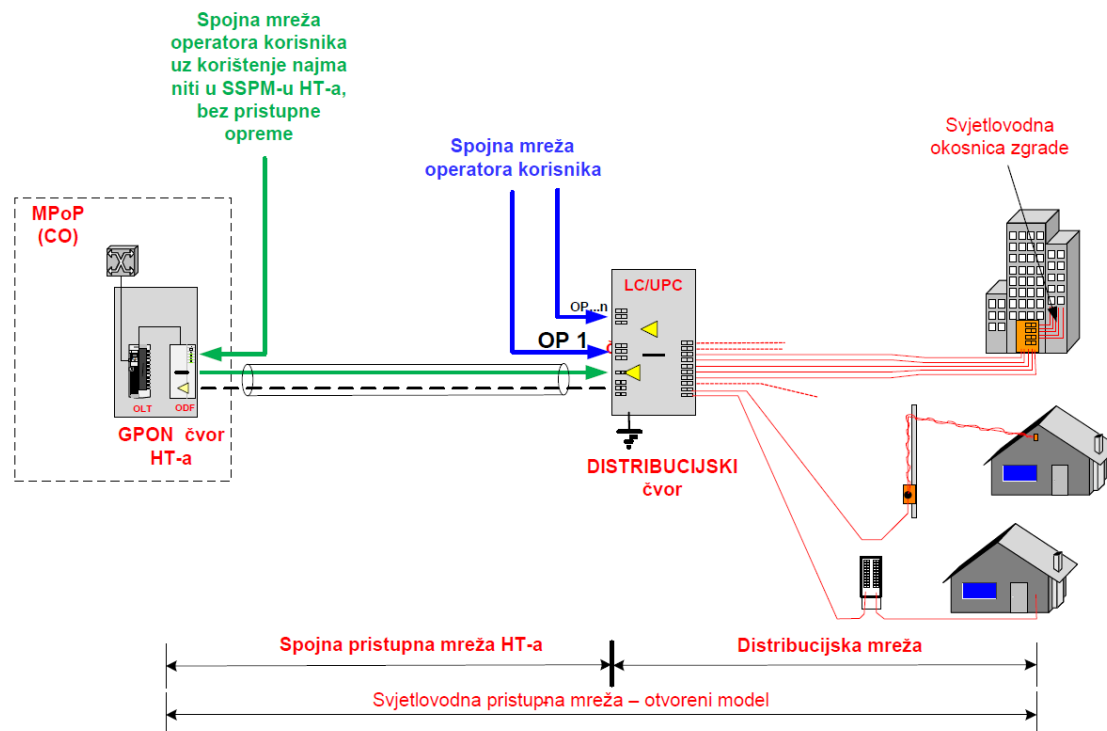 Spojna mreža
operatora korisnika
uz korištenje najma
niti u SSPM-u HT-a,
bez pristupne
opreme
Spojna mreža
operatora korisnika
Svjetlovodna
okosnica zgrade
MPoP
(CO)
LC/UPC
OP...n
OP 1
OLT
ODF
GPON čvor
HT-a
DISTRIBUCIJSKI
čvor
Spojna pristupna mreža HT-a
Distribucijska mreža
Svjetlovodna pristupna mreža – otvoreni model